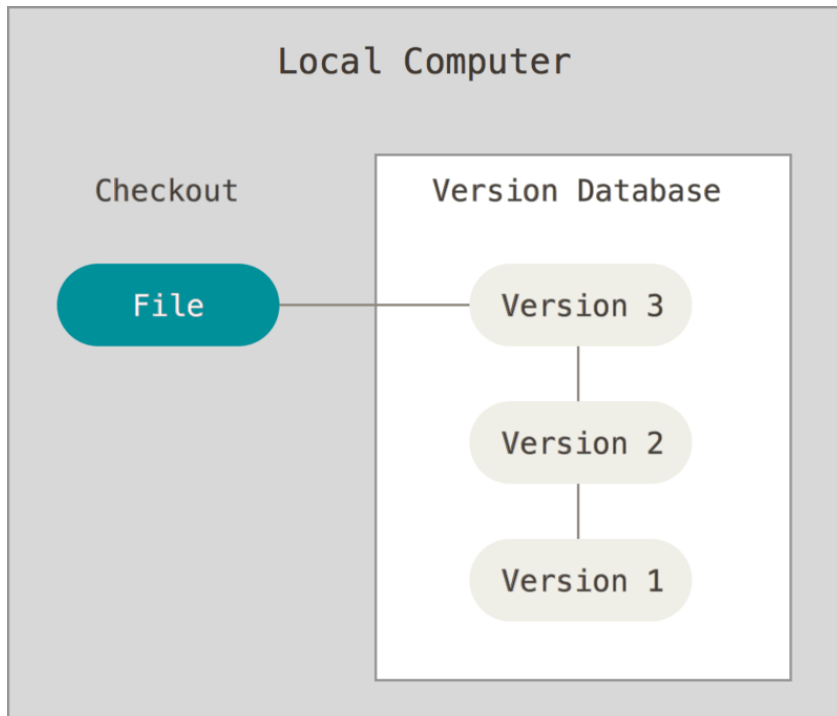 Local Computer
Checkout
Version Database
File
Version 3
Version 2
Version 1